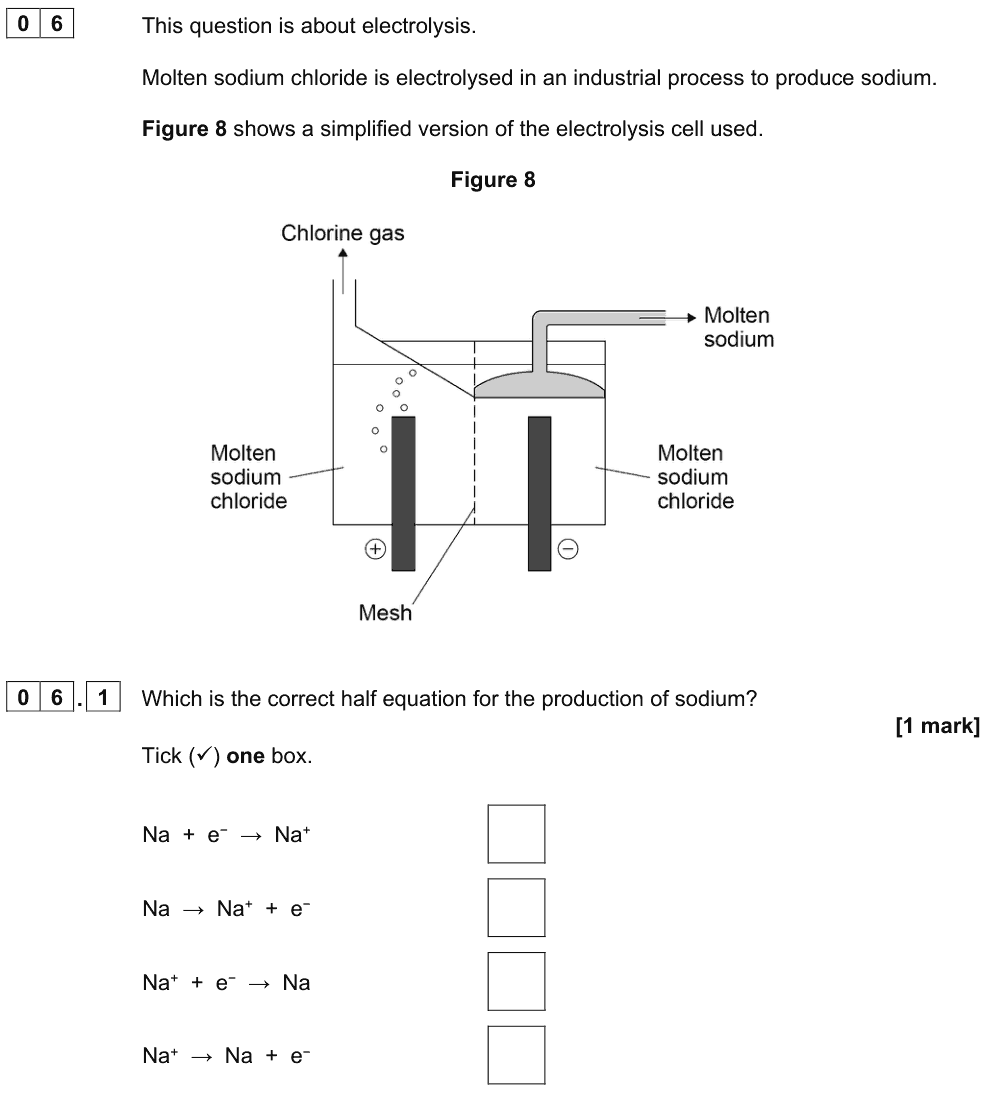 0 6 This question is about electrolysis.
Molten sodium chloride is electrolysed in an industrial process to produce sodium.
Figure 8 shows a simplified version of the electrolysis cell used.
Figure 8
Chlorine gas
Molten
sodium
Molten
sodium
chloride
Molten
sodium
chloride
+
−
Mesh
0 6 . 1 Which is the correct half equation for the production of sodium?
[1 mark]
Tick (✓) one box.
Na + e⁻ → Na⁺
Na → Na⁺ + e⁻
Na⁺ + e⁻ → Na
Na⁺ → Na + e⁻